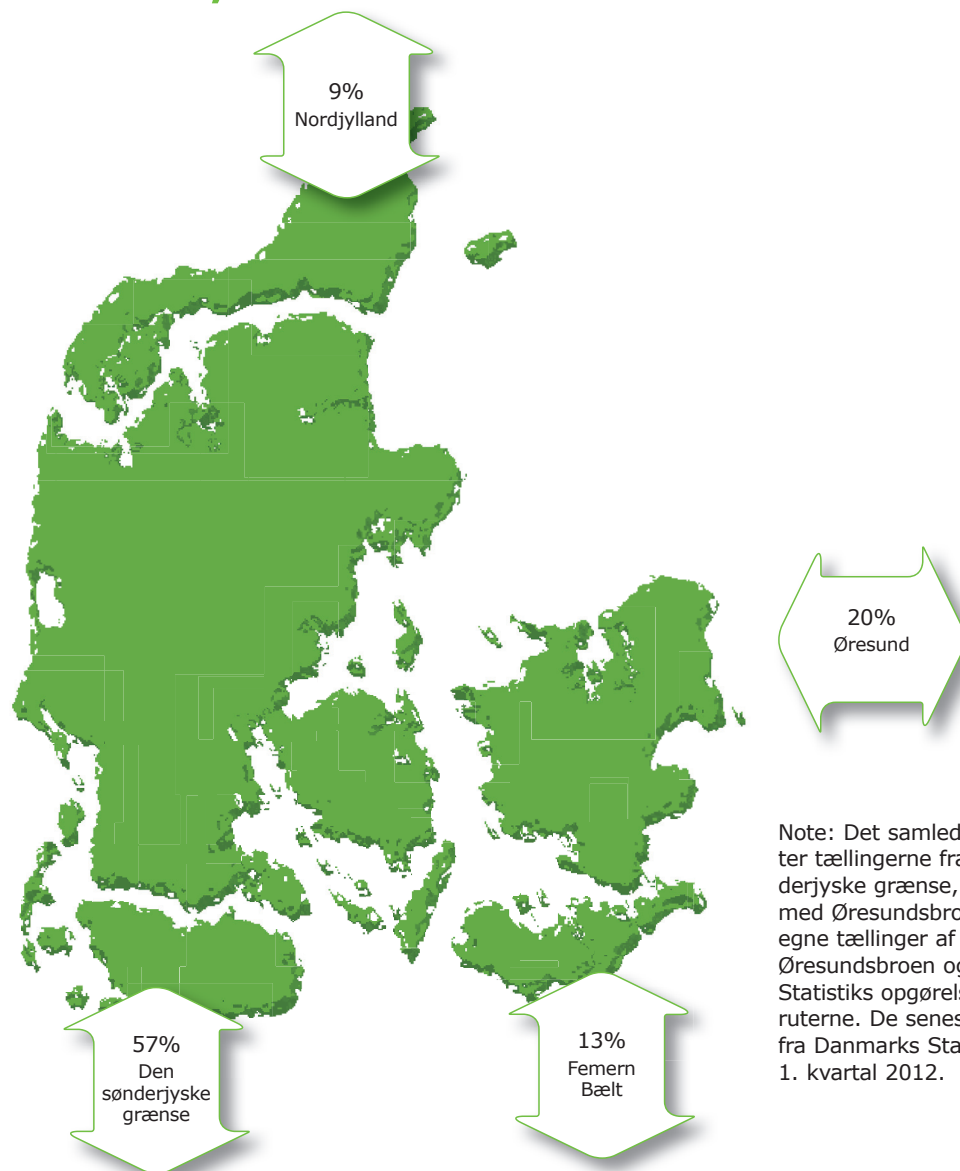 9%
Nordjylland
20%
Øresund
57%
Den
sønderjyske
grænse
13%
Femern
Bælt
Note: Det samled
ter tællingerne fra
derjyske grænse,
med Øresundsbro
egne tællinger af
Øresundsbroen og
Statistiks opgørels
ruterne. De senes
fra Danmarks Sta
1. kvartal 2012.